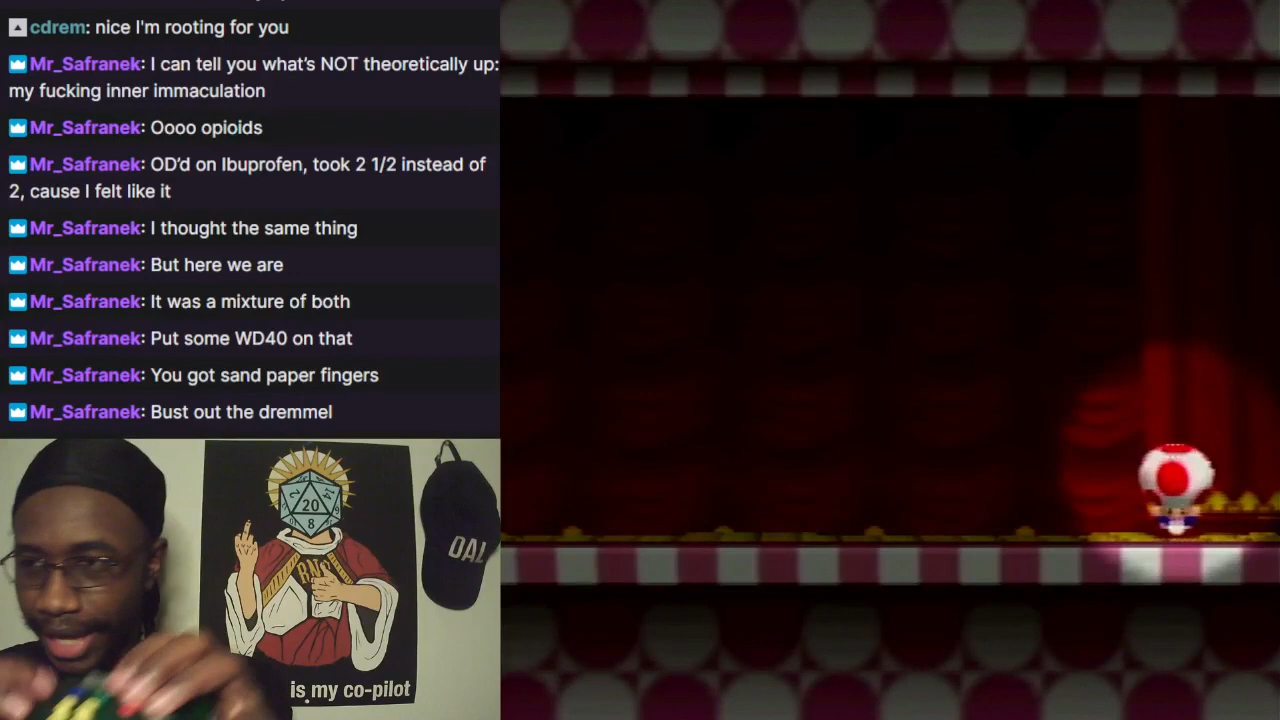 cdrem: nice I'm rooting for you
Mr_Safranek: I can tell you what's NOT theoretically up:
my fucking inner immaculation
Mr_Safranek: Oooo opioids
Mr_Safranek: OD'd on Ibuprofen, took 2 1/2 instead of
2, cause I felt like it
Mr_Safranek: I thought the same thing
Mr_Safranek: But here we are
Mr_Safranek: It was a mixture of both
Mr_Safranek: Put some WD40 on that
Mr_Safranek: You got sand paper fingers
Mr_Safranek: Bust out the dremmel
20
8
14
OAL
is my co-pilot